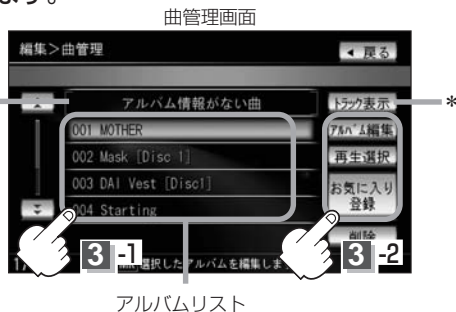 ます。
曲管理画面
編集>曲管理
◀ 戻る
アルバム情報がない曲
トラック表示
*
001 MOTHER
アルバム編集
002 Mask [Disc 1]
再生選択
003 DAI Vest [Disc1]
お気に入り
登録
004 Starting
削除
3-1
3-2
選択したアルバムを編集しま
アルバムリスト